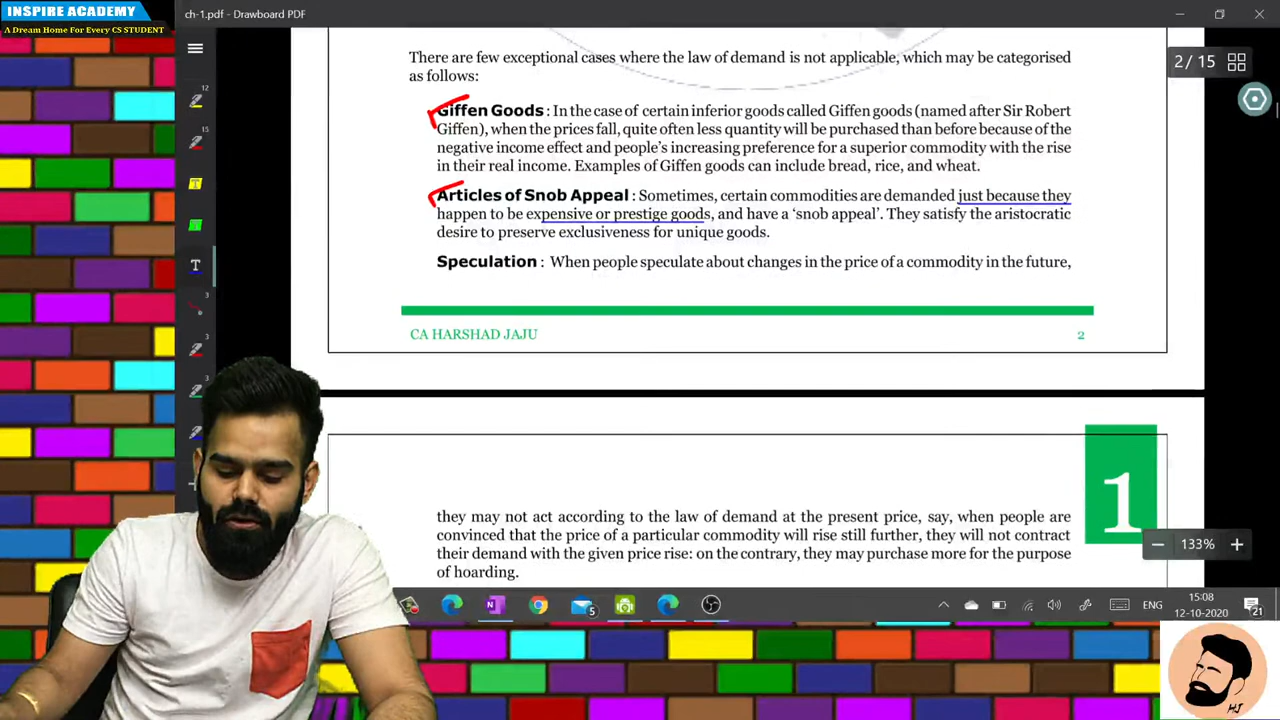 INSPIRE ACADEMY
A Dream Home For Every CS STUDENT
ch-1.pdf - Drawboard PDF
2/15
There are few exceptional cases where the law of demand is not applicable, which may be categorised
as follows:
Giffen Goods : In the case of certain inferior goods called Giffen goods (named after Sir Robert
Giffen), when the prices fall, quite often less quantity will be purchased than before because of the
negative income effect and people's increasing preference for a superior commodity with the rise
in their real income. Examples of Giffen goods can include bread, rice, and wheat.
Articles of Snob Appeal : Sometimes, certain commodities are demanded just because they
happen to be expensive or prestige goods, and have a 'snob appeal'. They satisfy the aristocratic
desire to preserve exclusiveness for unique goods.
Speculation : When people speculate about changes in the price of a commodity in the future,
CA HARSHAD JAJU
2
1
they may not act according to the law of demand at the present price, say, when people are
convinced that the price of a particular commodity will rise still further, they will not contract
their demand with the given price rise: on the contrary, they may purchase more for the purpose
of hoarding.
133%
12
15
T
T
3
3
3
5
ENG
15:08
12-10-2020
21
HJ